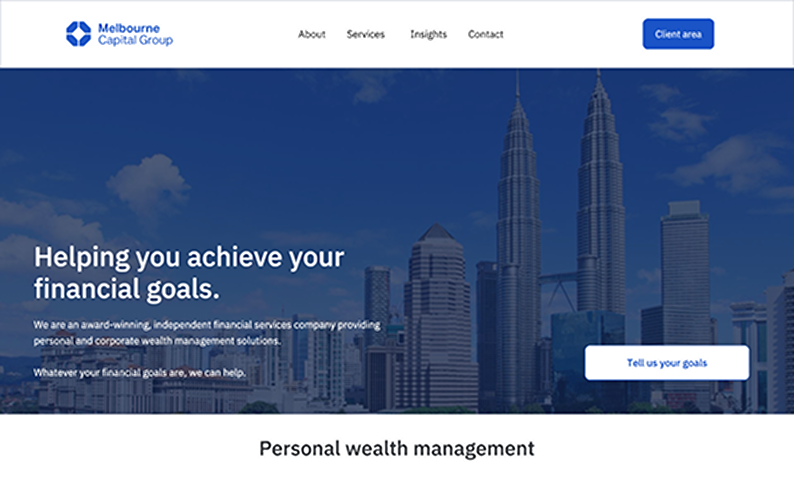 Melbourne
Capital Group
About
Services
Insights
Contact
Client area
Helping you achieve your
financial goals.
We are an award-winning, independent financial services company providing
personal and corporate wealth management solutions.
Whatever your financial goals are, we can help.
Tell us your goals
Personal wealth management